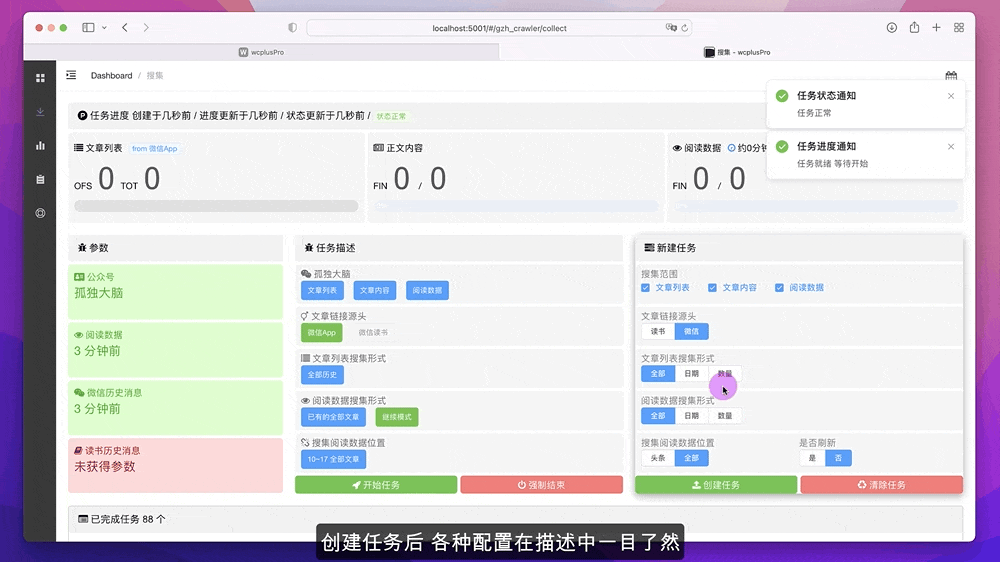 localhost:5001/#/gzh_crawler/collect
W wcplusPro
搜集 - wcplusPro
Dashboard / 搜集
任务状态通知
任务正常
任务进度通知
任务就绪 等待开始
任务进度 创建于几秒前 / 进度更新于几秒前 / 状态更新于几秒前 / 状态正常
文章列表 from 微信App
OFS 0 TOT 0
正文内容
FIN 0 / 0
阅读数据 约0分钟
FIN 0 / 0
参数
公众号
孤独大脑
阅读数据
3 分钟前
微信历史消息
3 分钟前
读书历史消息
未获得参数
任务描述
孤独大脑
文章列表 文章内容 阅读数据
文章链接源头
微信App 微信读书
文章列表搜集形式
全部历史
阅读数据搜集形式
已有的全部文章 继续模式
搜集阅读数据位置
10~17 全部文章
开始任务 强制结束
新建任务
搜集范围
文章列表 文章内容 阅读数据
文章链接源头
读书 微信
文章列表搜集形式
全部 日期 数量
阅读数据搜集形式
全部 日期 数量
搜集阅读数据位置 是否刷新
头条 全部 是 否
创建任务 清除任务
已完成任务 88 个
创建任务后 各种配置在描述中一目了然